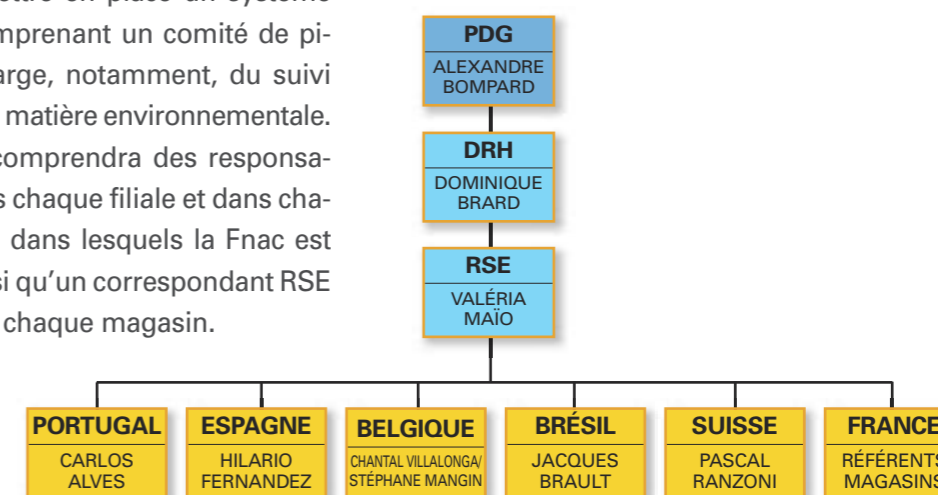 ettre en place un système
mprenant un comité de pi-
arge, notamment, du suivi
matière environnementale.
comprendra des responsa-
s chaque filiale et dans cha-
dans lesquels la Fnac est
si qu'un correspondant RSE
chaque magasin.
PDG
ALEXANDRE
BOMPARD
DRH
DOMINIQUE
BRARD
RSE
VALÉRIA
MAÏO
PORTUGAL
CARLOS
ALVES
ESPAGNE
HILARIO
FERNANDEZ
BELGIQUE
CHANTAL VILLALONGA/
STÉPHANE MANGIN
BRÉSIL
JACQUES
BRAULT
SUISSE
PASCAL
RANZONI
FRANCE
RÉFÉRENTS
MAGASINS